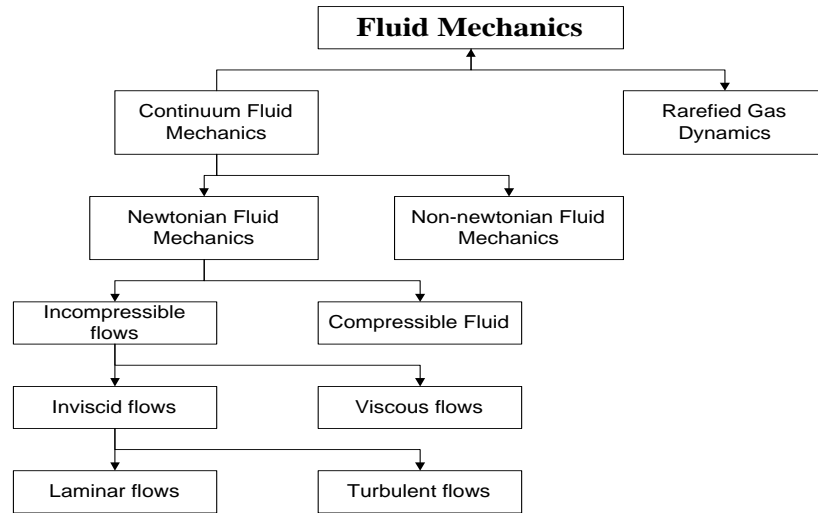 Fluid Mechanics
Continuum Fluid
Mechanics
Rarefied Gas
Dynamics
Newtonian Fluid
Mechanics
Non-newtonian Fluid
Mechanics
Incompressible
flows
Compressible Fluid
Inviscid flows
Viscous flows
Laminar flows
Turbulent flows